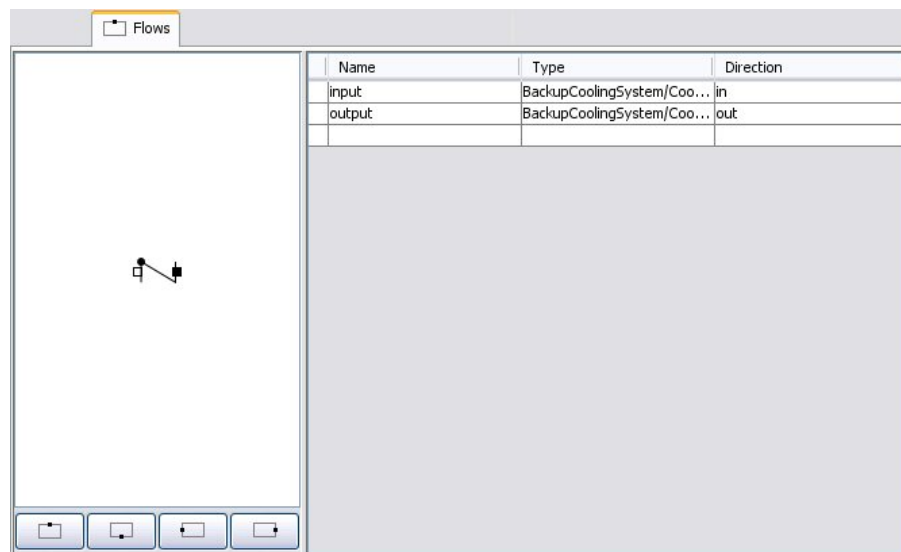 Flows
Name Type Direction
input BackupCoolingSystem/Coo... in
output BackupCoolingSystem/Coo... out